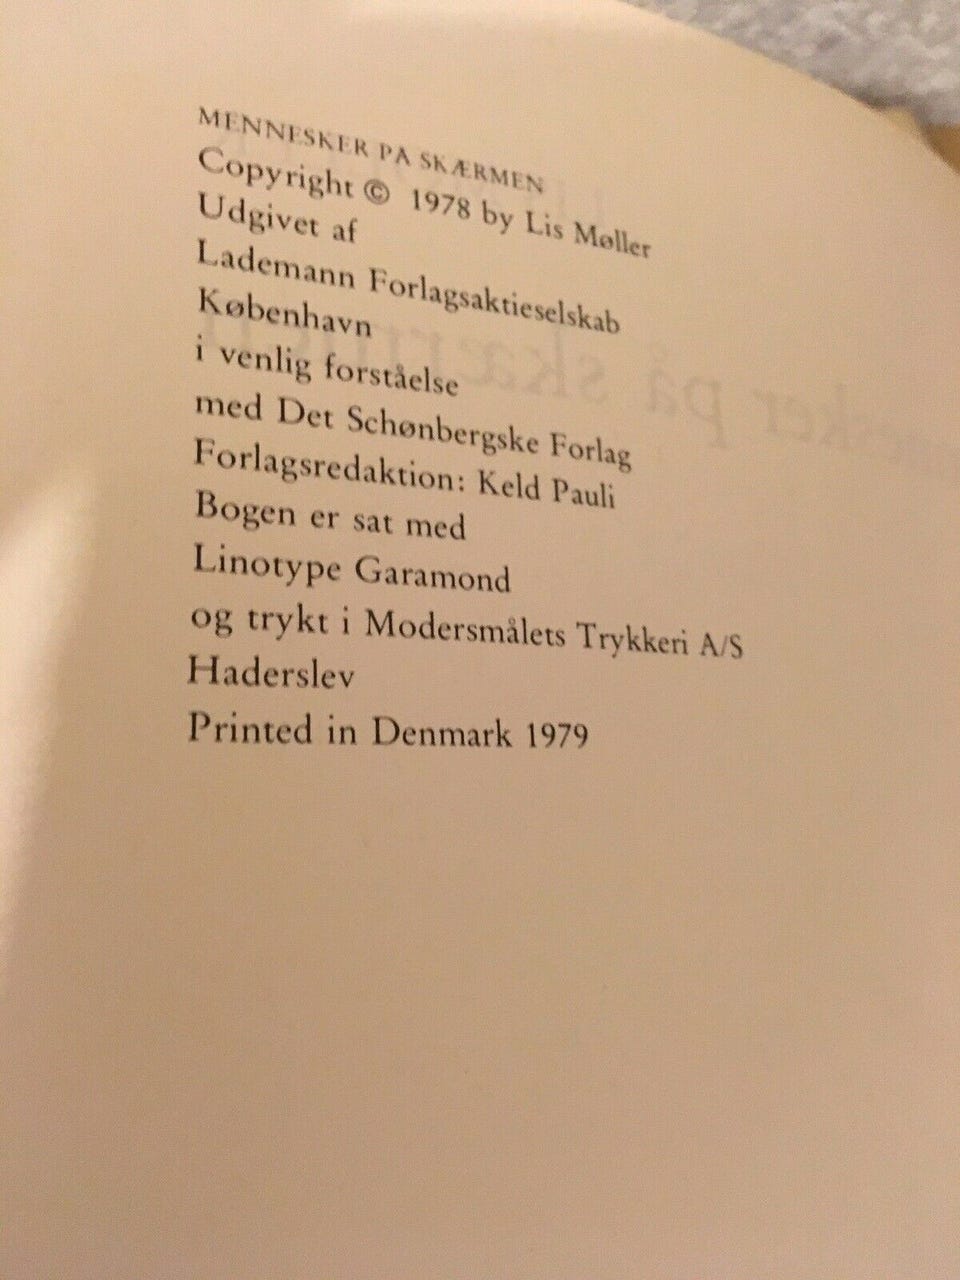 MENNESKER PÅ SKÆRMEN
Copyright © 1978 by Lis Møller
Udgivet af
Lademann Forlagsaktieselskab
København
i venlig forståelse
med Det Schønbergske Forlag
Forlagsredaktion: Keld Pauli
Bogen er sat med
Linotype Garamond
og trykt i Modersmålets Trykkeri A/S
Haderslev
Printed in Denmark 1979